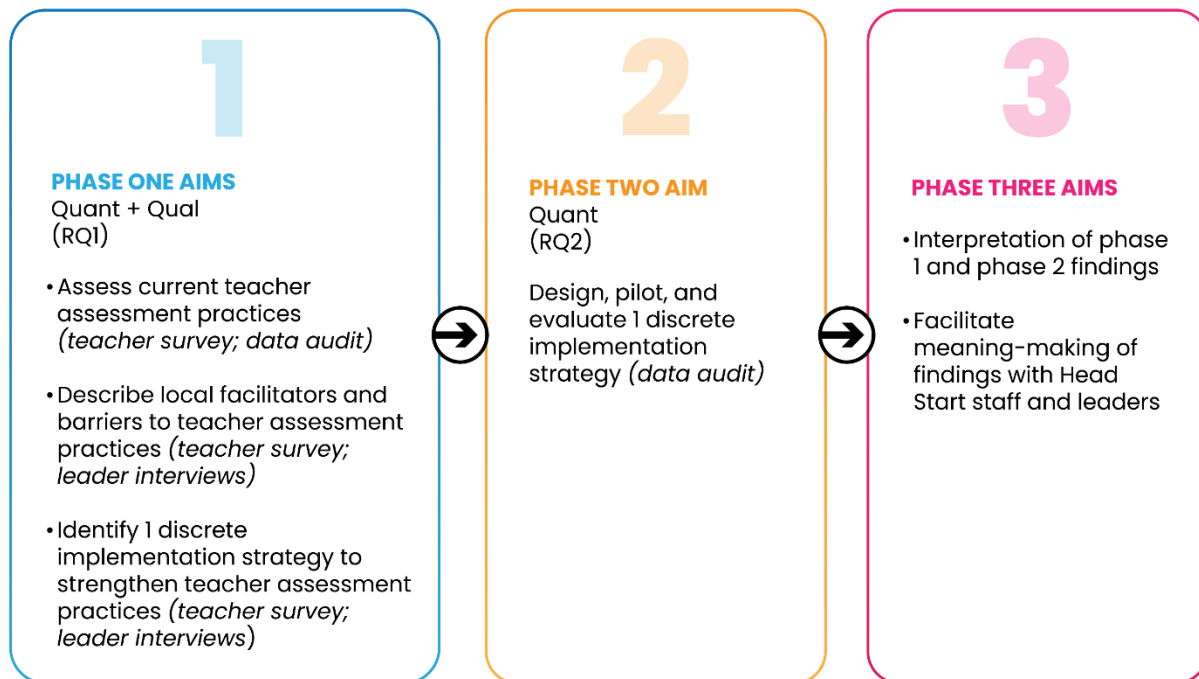 1
PHASE ONE AIMS
Quant + Qual
(RQ1)
• Assess current teacher
assessment practices
(teacher survey; data audit)
• Describe local facilitators and
barriers to teacher assessment
practices (teacher survey;
leader interviews)
• Identify 1 discrete
implementation strategy to
strengthen teacher assessment
practices (teacher survey;
leader interviews)
2
PHASE TWO AIM
Quant
(RQ2)
Design, pilot, and
evaluate 1 discrete
implementation
strategy (data audit)
3
PHASE THREE AIMS
• Interpretation of phase
1 and phase 2 findings
• Facilitate
meaning-making of
findings with Head
Start staff and leaders